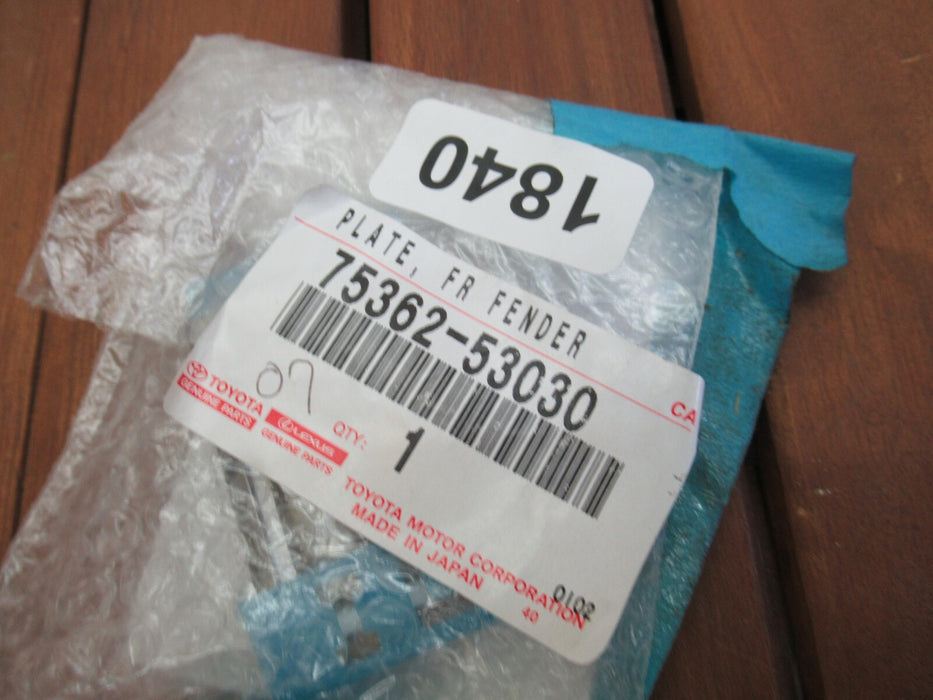 1840
PLATE, FR FENDER
75362-53030
CA
07
TOYOTA
GENUINE PARTS
LEXUS
GENUINE PARTS
QTY:
1
TOYOTA MOTOR CORPORATION
MADE IN JAPAN
40
0102